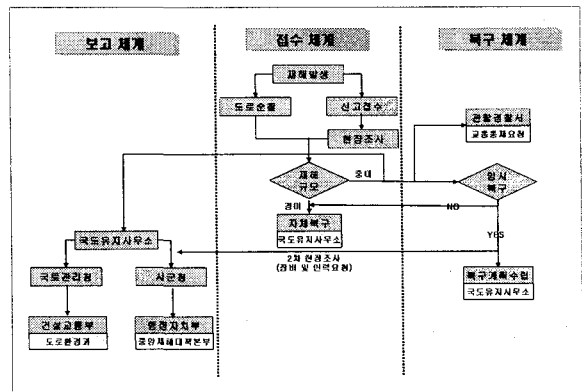 보고 체계
접수 체계
복구 체계
재해발생
도로순찰
신고접수
현장조사
관할경찰서
교통통제요청
재해
규모
중대
임시
복구
경미
NO
자체복구
국도유지사무소
YES
국도유지사무소
2차 현장조사
(장비 및 인력요청)
국토관리청
시군청
복구계획수립
국도유지사무소
건설교통부
도로환경과
행정자치부
중앙재해대책본부